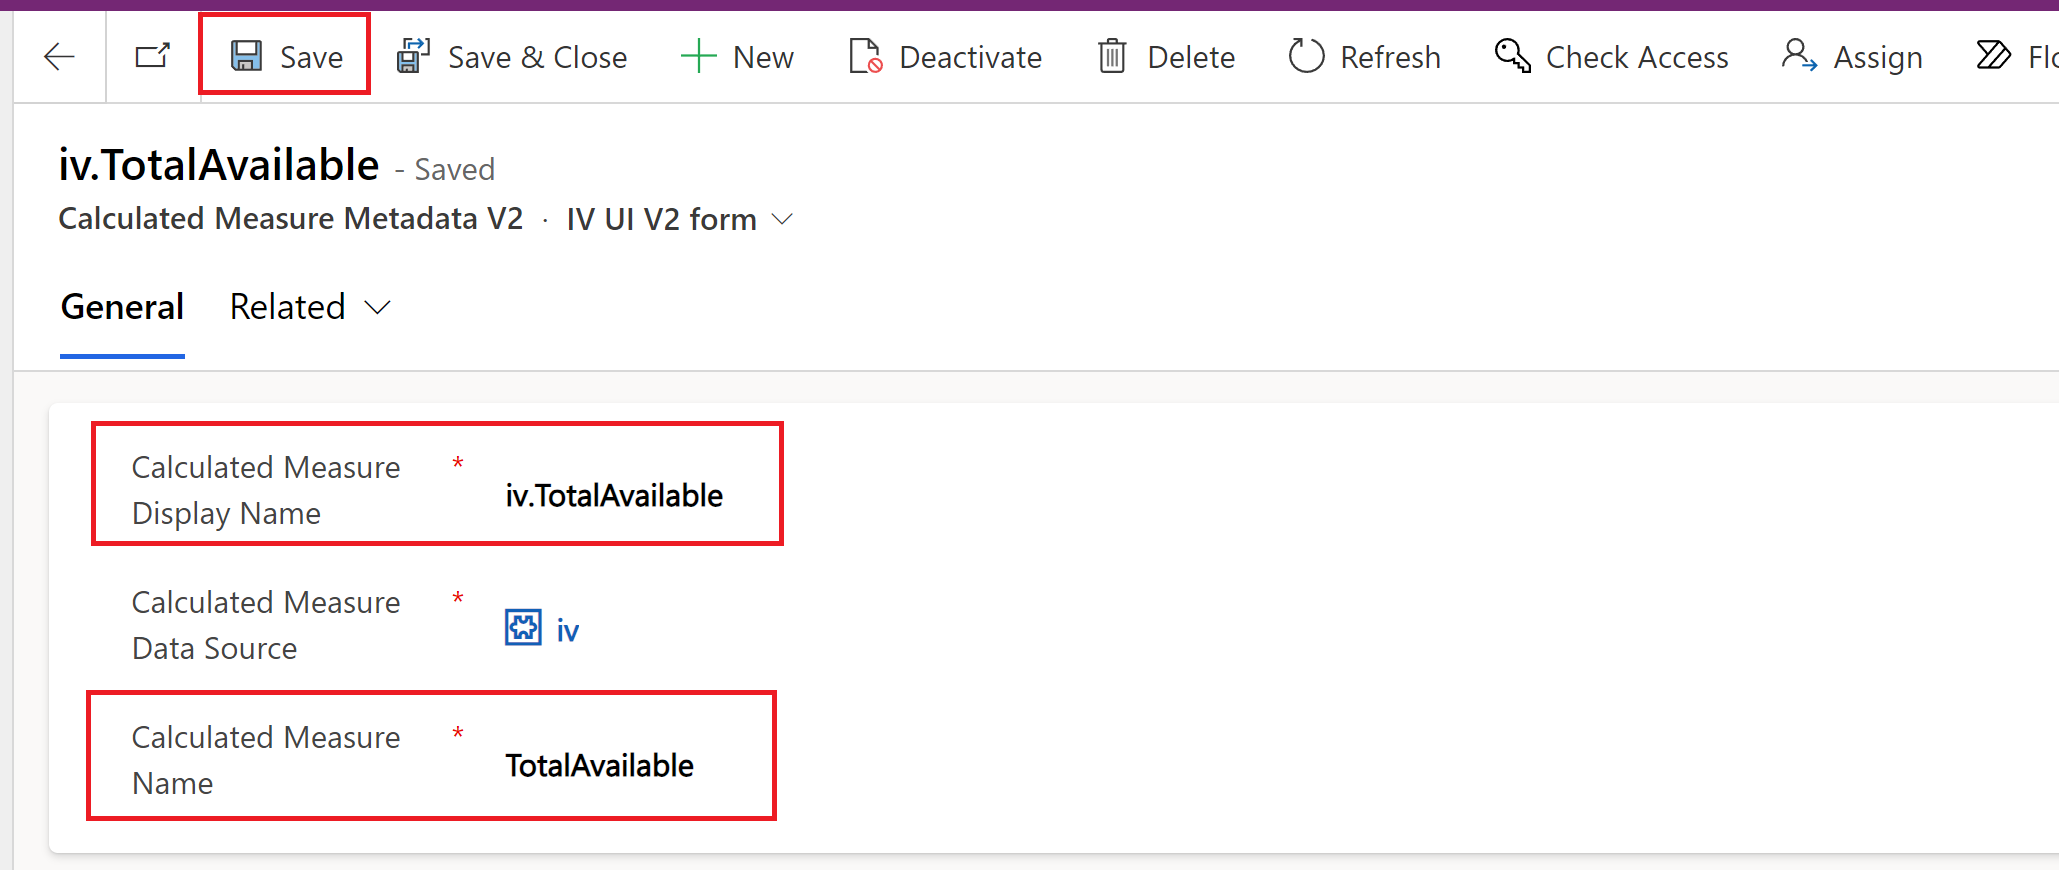 Save Save & Close New Deactivate Delete Refresh Check Access Assign Flo
iv.TotalAvailable - Saved
Calculated Measure Metadata V2 · IV UI V2 form
General Related
Calculated Measure *
Display Name
iv.TotalAvailable
Calculated Measure *
Data Source
iv
Calculated Measure *
Name
TotalAvailable